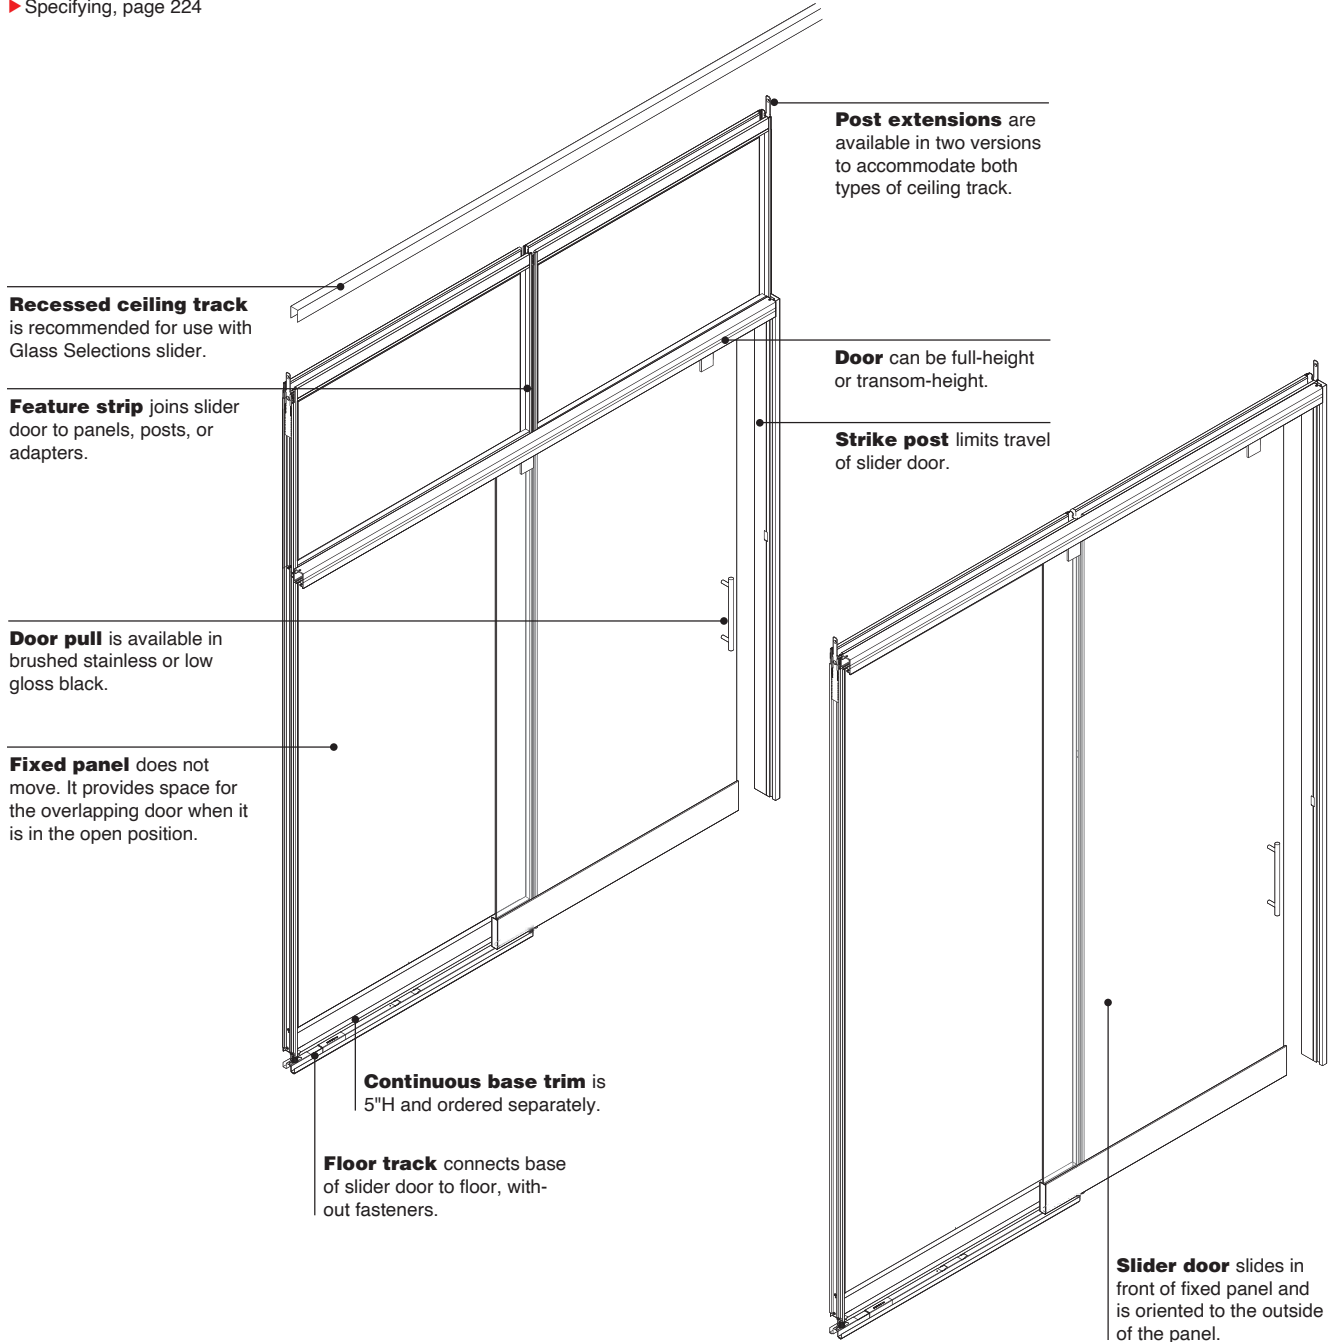 ▶ Specifying, page 224
Post extensions are
available in two versions
to accommodate both
types of ceiling track.
Recessed ceiling track
is recommended for use with
Glass Selections slider.
Door can be full-height
or transom-height.
Feature strip joins slider
door to panels, posts, or
adapters.
Strike post limits travel
of slider door.
Door pull is available in
brushed stainless or low
gloss black.
Fixed panel does not
move. It provides space for
the overlapping door when it
is in the open position.
Continuous base trim is
5"H and ordered separately.
Floor track connects base
of slider door to floor, with-
out fasteners.
Slider door slides in
front of fixed panel and
is oriented to the outside
of the panel.